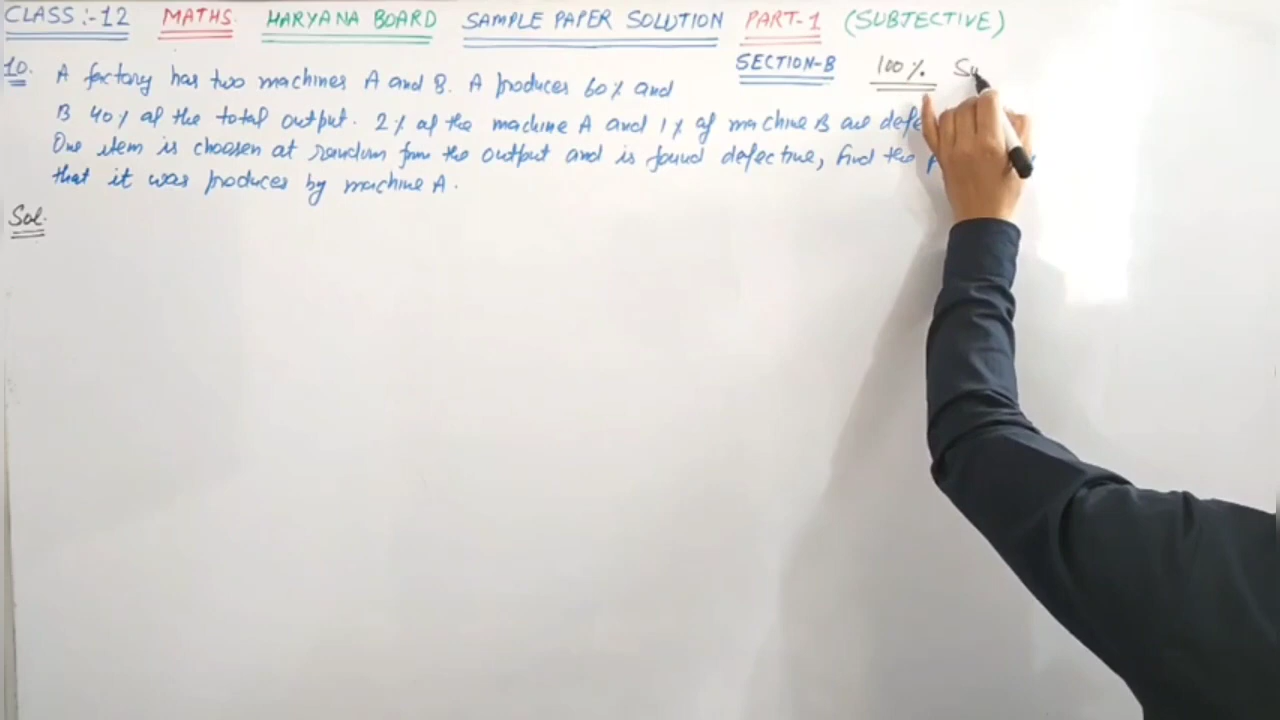 CLASS :- 12 MATHS. HARYANA BOARD SAMPLE PAPER SOLUTION PART-1 (SUBJECTIVE)
SECTION-B 100%
10. A factory has two machines A and B. A produces 60% and
B 40% of the total output. 2% of the machine A and 1% of machine B are
One item is choosen at random from the output and is found defective, find the
that it was produces by machine A.
Sol.